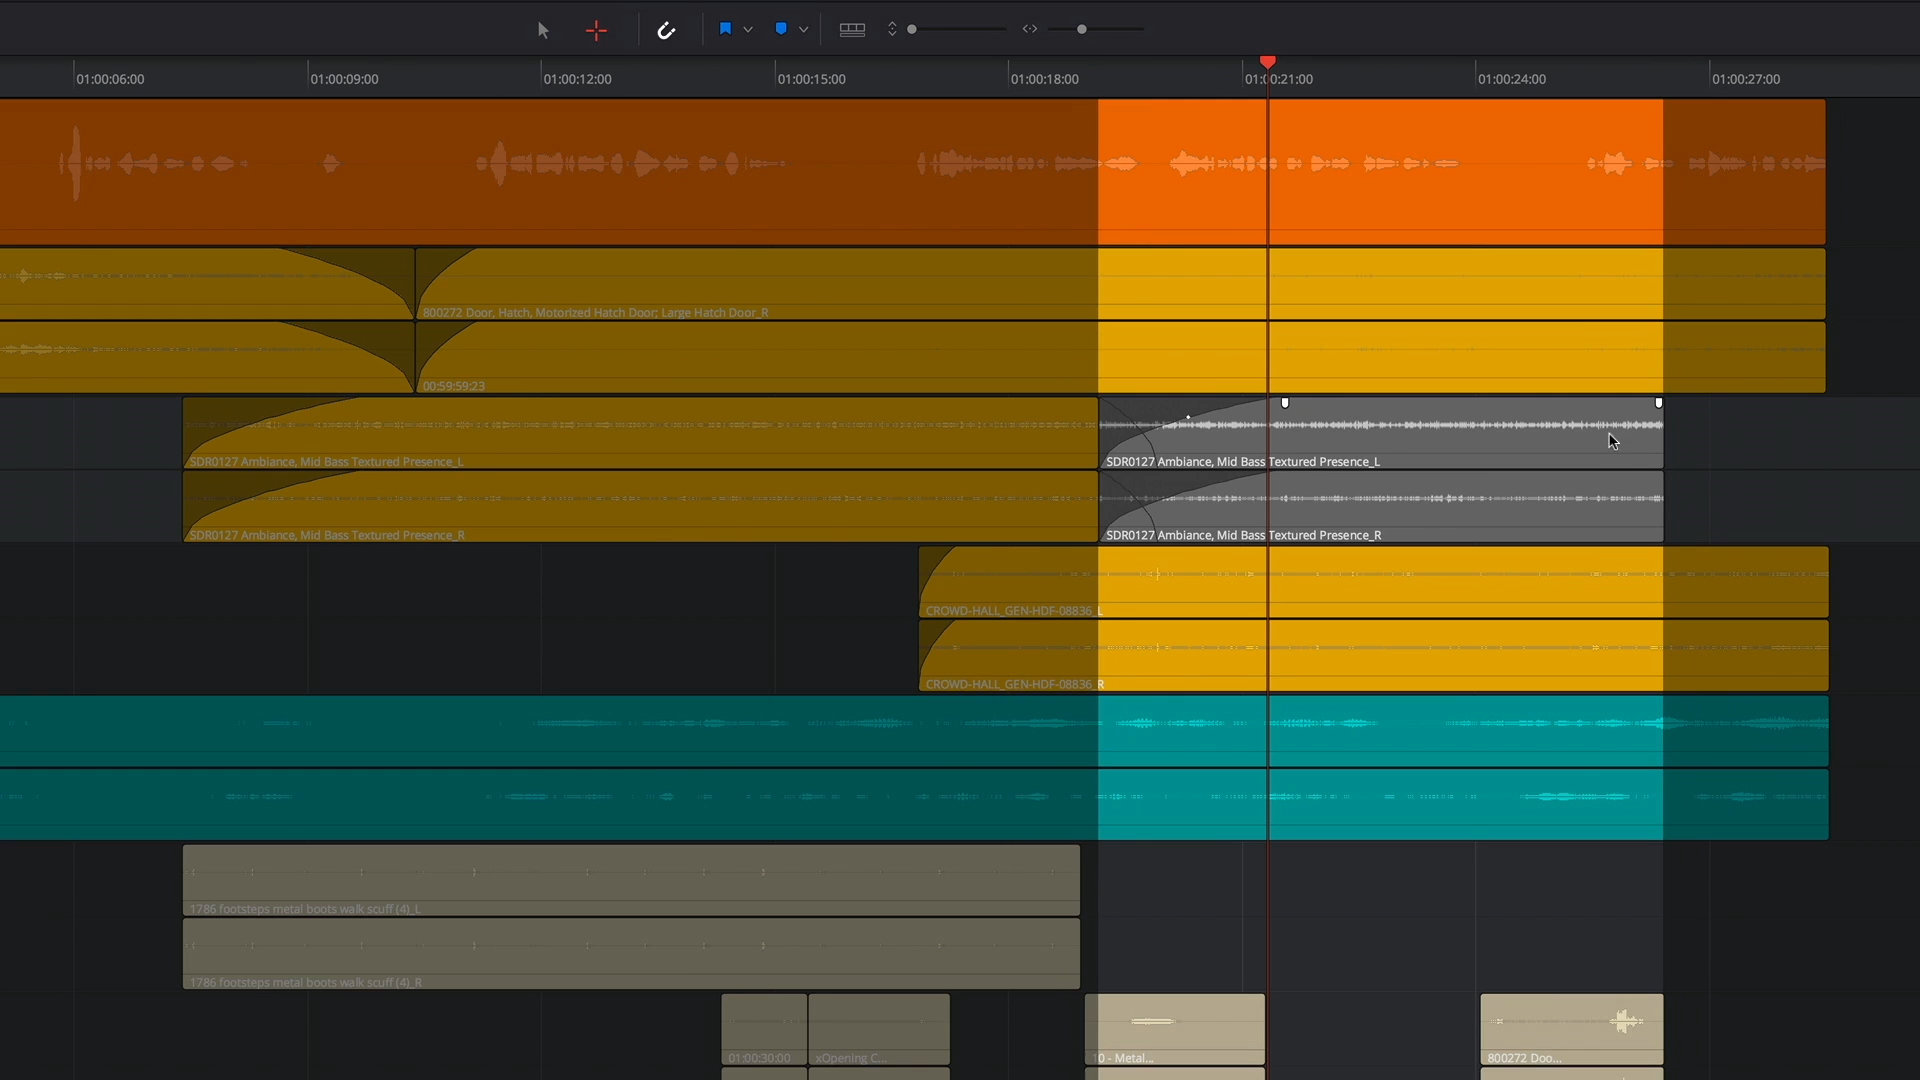 01:00:06:00
01:00:09:00
01:00:12:00
01:00:15:00
01:00:18:00
01:00:21:00
01:00:24:00
01:00:27:00
800272 Door, Hatch, Motorized Hatch Door; Large Hatch Door_R
00:59:59:23
SDR0127 Ambiance, Mid Bass Textured Presence_L
SDR0127 Ambiance, Mid Bass Textured Presence_L
SDR0127 Ambiance, Mid Bass Textured Presence_R
SDR0127 Ambiance, Mid Bass Textured Presence_R
CROWD-HALL_GEN-HDF-08836_L
CROWD-HALL_GEN-HDF-08836_R
1786 footsteps metal boots walk scuff (4)_L
1786 footsteps metal boots walk scuff (4)_R
01:00:30:00
xOpening C...
10 - Metal...
800272 Doo...